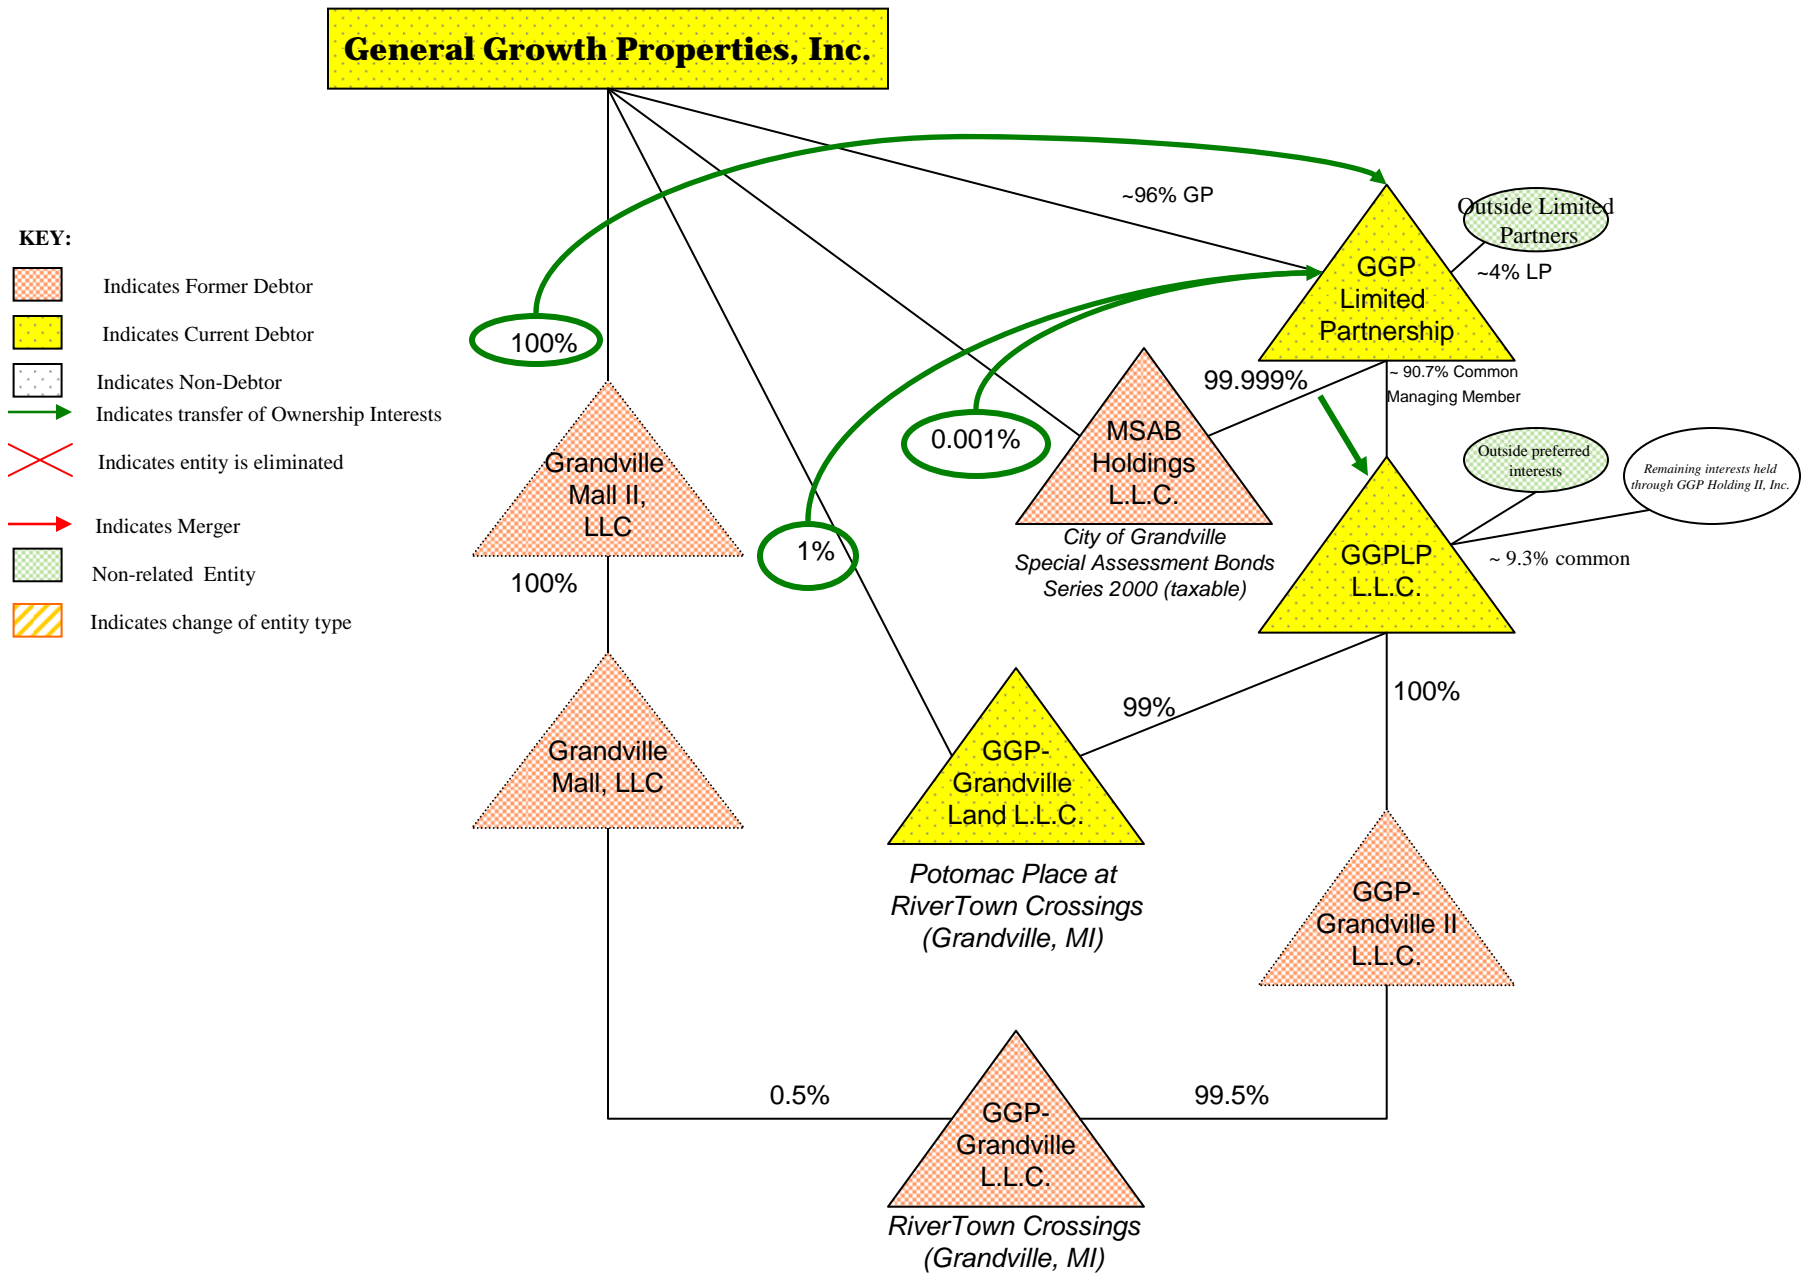 General Growth Properties, Inc.
~96% GP
Outside Limited
Partners
~4% LP
KEY:
Indicates Former Debtor
Indicates Current Debtor
Indicates Non-Debtor
Indicates transfer of Ownership Interests
Indicates entity is eliminated
Indicates Merger
Non-related Entity
Indicates change of entity type
GGP
Limited
Partnership
100%
0.001%
1%
99.999%
~ 90.7% Common
Managing Member
Grandville
Mall II,
LLC
MSAB
Holdings
L.L.C.
City of Grandville
Special Assessment Bonds
Series 2000 (taxable)
Outside preferred
interests
Remaining interests held
through GGP Holding II, Inc.
GGPLP
L.L.C.
~ 9.3% common
100%
99%
100%
Grandville
Mall, LLC
GGP-
Grandville
Land L.L.C.
Potomac Place at
RiverTown Crossings
(Grandville, MI)
GGP-
Grandville II
L.L.C.
0.5%
99.5%
GGP-
Grandville
L.L.C.
RiverTown Crossings
(Grandville, MI)